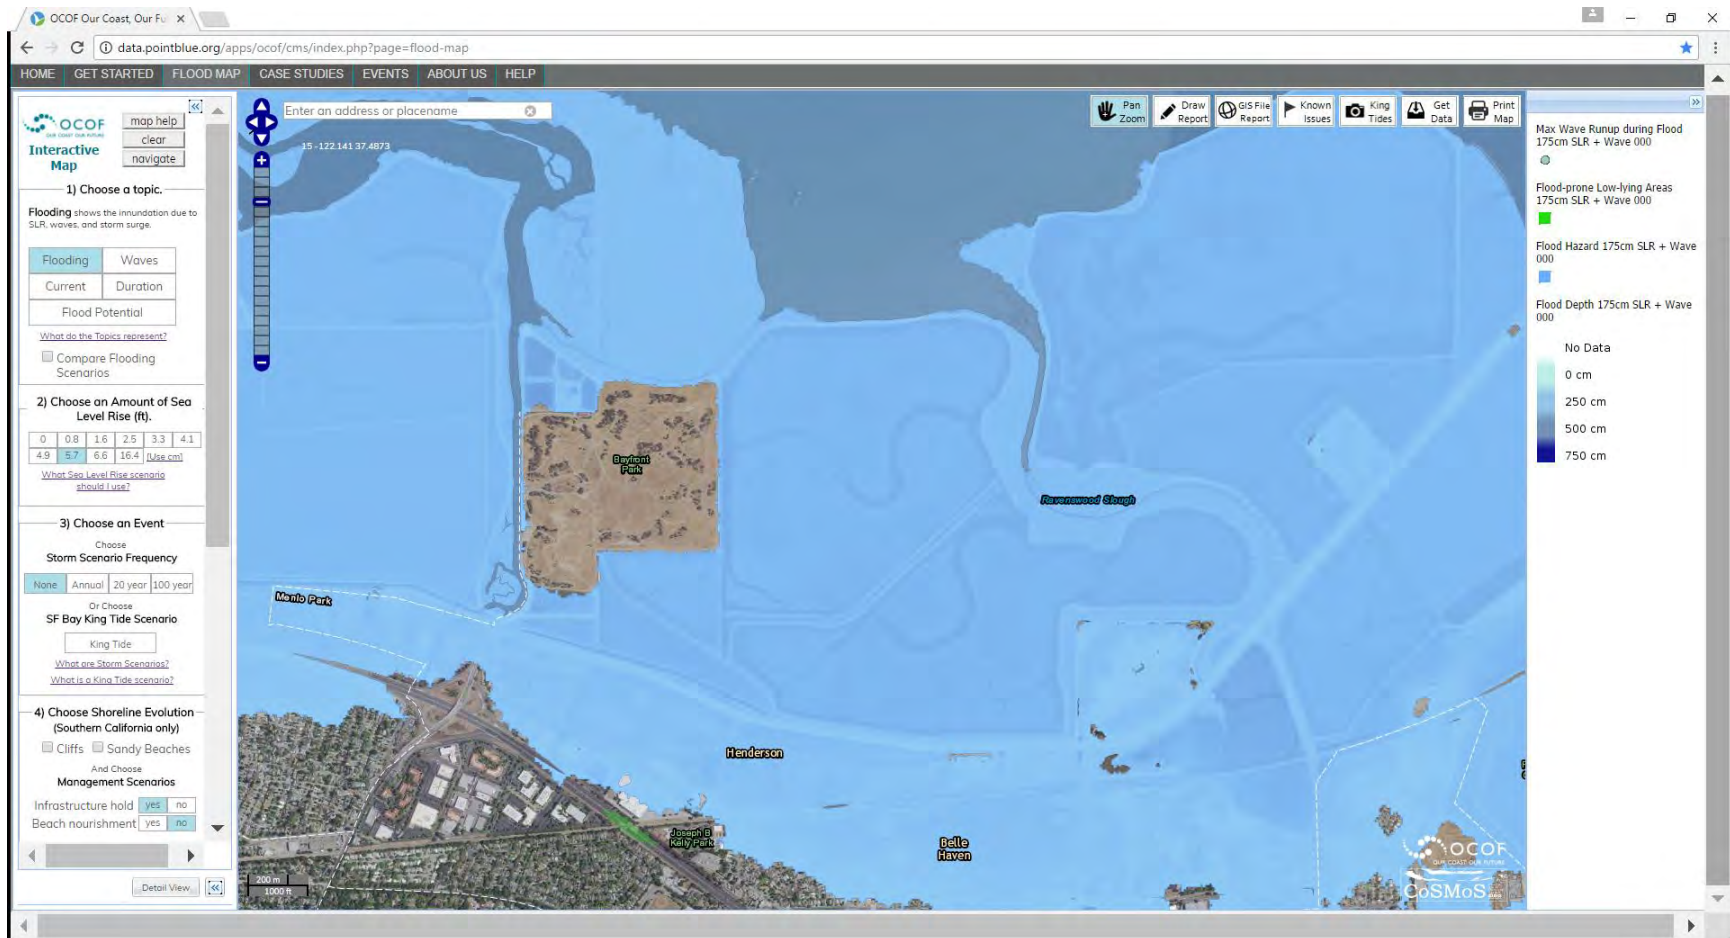 OCOF Our Coast, Our Fu
data.pointblue.org/apps/ocof/cms/index.php?page=flood-map
HOME GET STARTED FLOOD MAP CASE STUDIES EVENTS ABOUT US HELP
OCOF
OUR COAST OUR FUTURE
Interactive
Map
map help
clear
navigate
1) Choose a topic.
Flooding shows the innundation due to
SLR, waves, and storm surge.
Flooding Waves
Current Duration
Flood Potential
What do the Topics represent?
Compare Flooding
Scenarios
2) Choose an Amount of Sea
Level Rise (ft).
0 0.8 1.6 2.5 3.3 4.1
4.9 5.7 6.6 16.4 [Use cm]
What Sea Level Rise scenario
should I use?
3) Choose an Event
Choose
Storm Scenario Frequency
None Annual 20 year 100 year
Or Choose
SF Bay King Tide Scenario
King Tide
What are Storm Scenarios?
What is a King Tide scenario?
4) Choose Shoreline Evolution
(Southern California only)
Cliffs Sandy Beaches
And Choose
Management Scenarios
Infrastructure hold yes no
Beach nourishment yes no
Detail View
Enter an address or placename
15 -122.141 37.4873
Pan
Zoom
Draw
Report
GIS File
Report
Known
Issues
King
Tides
Get
Data
Print
Map
Bayfront
Park
Ravenswood Slough
Menlo Park
Henderson
Joseph B
Kelly Park
Belle
Haven
200 m
1000 ft
OCOF
OUR COAST OUR FUTURE
CoSMoS
Max Wave Runup during Flood
175cm SLR + Wave 000
Flood-prone Low-lying Areas
175cm SLR + Wave 000
Flood Hazard 175cm SLR + Wave
000
Flood Depth 175cm SLR + Wave
000
No Data
0 cm
250 cm
500 cm
750 cm